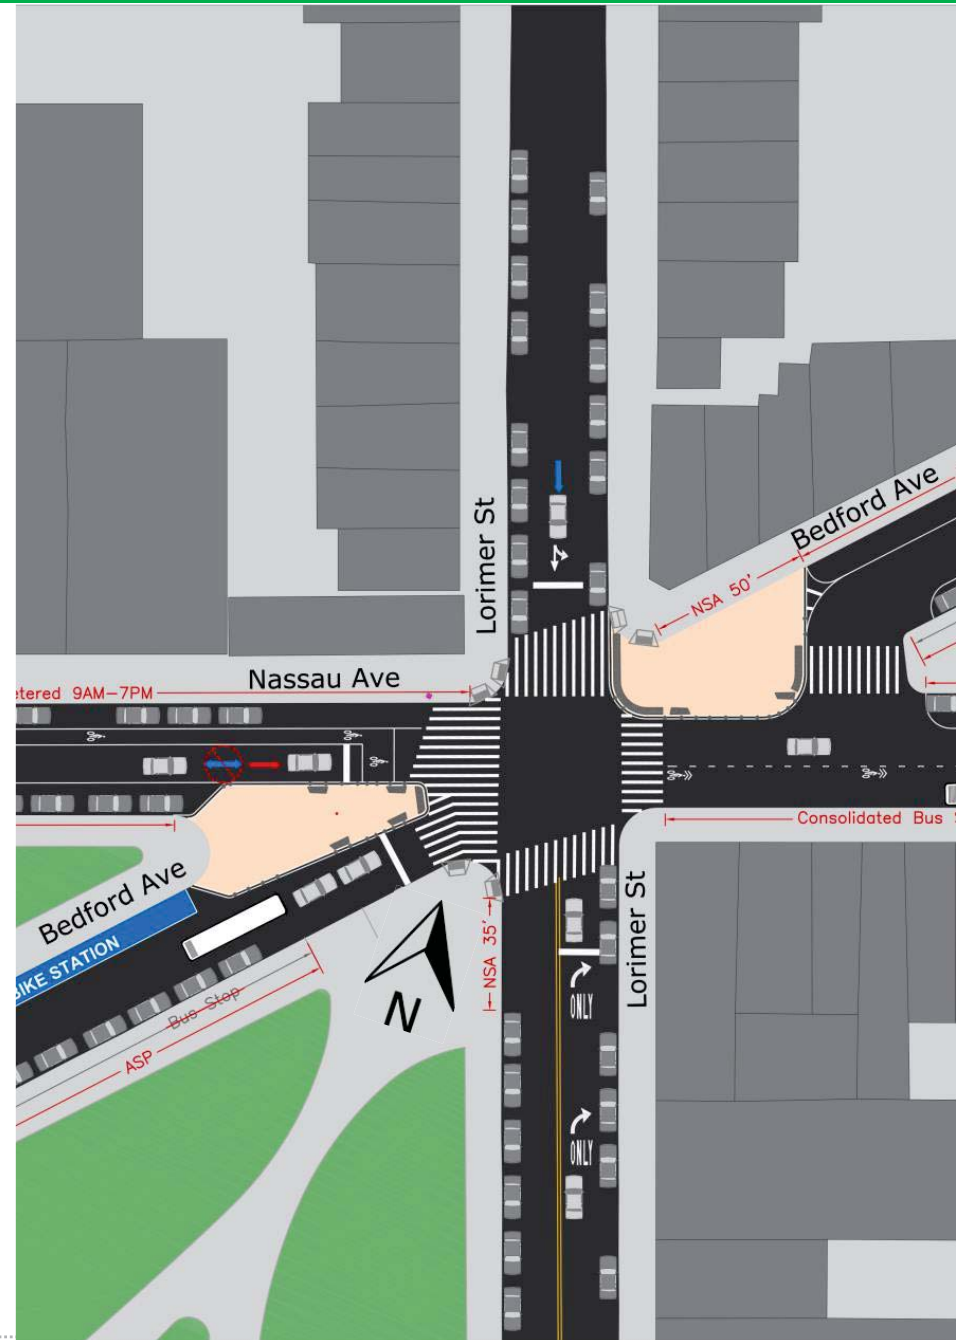 Bedford Ave
NSA 50'
Lorimer St
Nassau Ave
etered 9AM-7PM
Consolidated Bus
Bedford Ave
BIKE STATION
Bus Stop
ASP
NSA 35'
N
Lorimer St
ONLY
ONLY